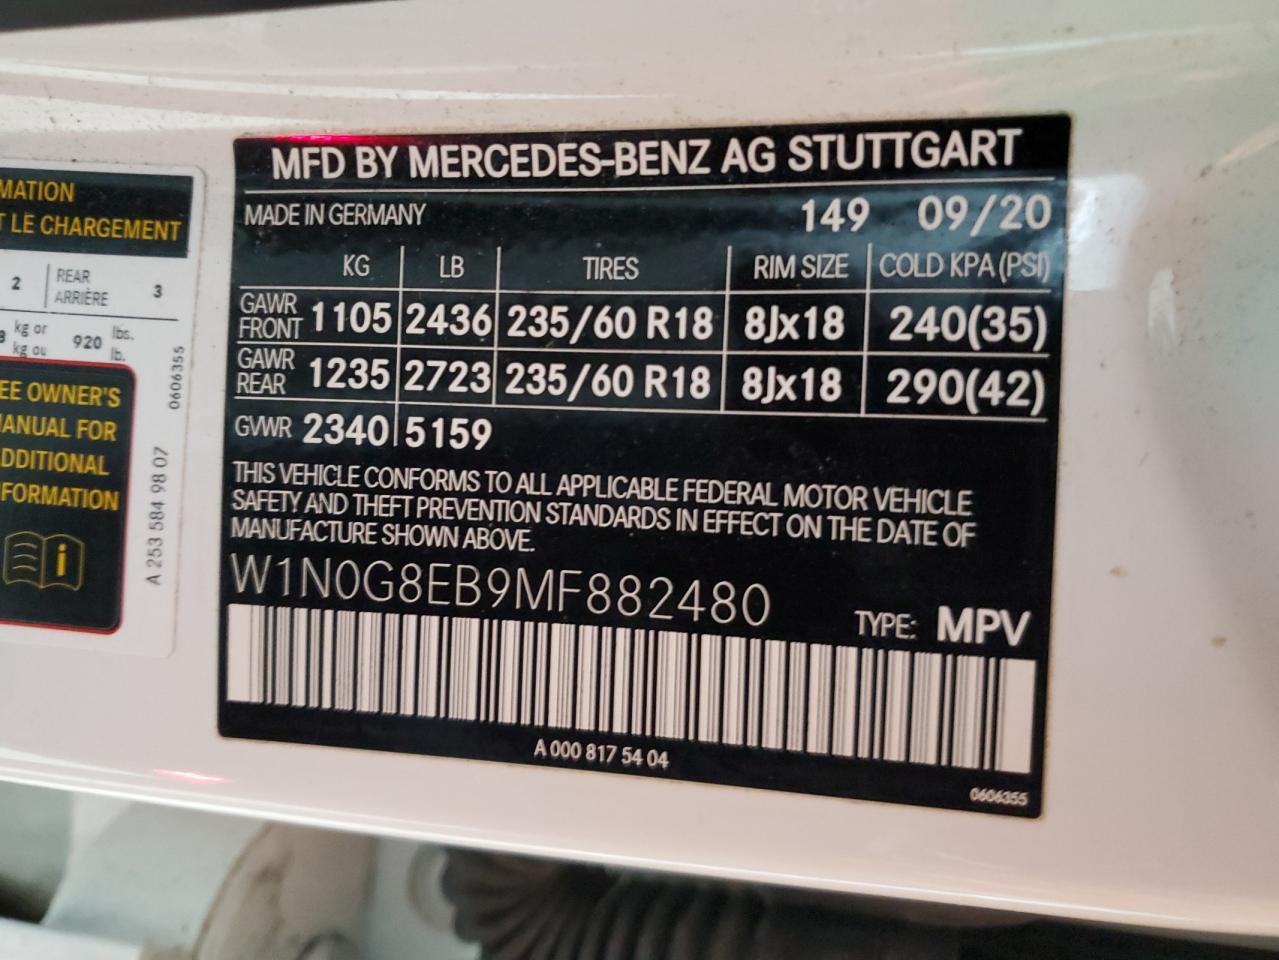 MATION
LE CHARGEMENT
2
REAR
ARRIÈRE
3
kg or
kg ou
920
lbs.
lb.
EE OWNER'S
ANUAL FOR
DDITIONAL
FORMATION
i
0606355
A 253 584 98 07
MFD BY MERCEDES-BENZ AG STUTTGART
MADE IN GERMANY 149 09/20
KG LB TIRES RIM SIZE COLD KPA (PSI)
GAWR FRONT 1105 2436 235/60 R18 8Jx18 240(35)
GAWR REAR 1235 2723 235/60 R18 8Jx18 290(42)
GVWR 2340 5159
THIS VEHICLE CONFORMS TO ALL APPLICABLE FEDERAL MOTOR VEHICLE
SAFETY AND THEFT PREVENTION STANDARDS IN EFFECT ON THE DATE OF
MANUFACTURE SHOWN ABOVE.
W1N0G8EB9MF882480
TYPE: MPV
A 000 817 54 04
0606355